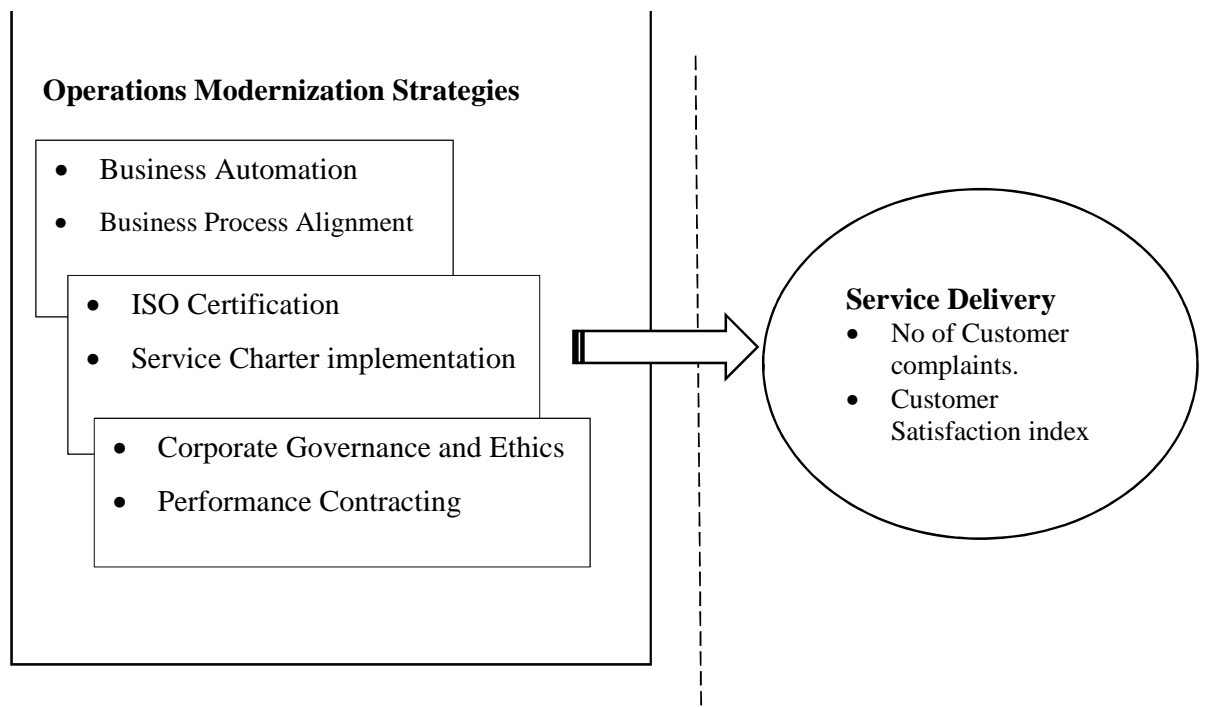 Operations Modernization Strategies
• Business Automation
• Business Process Alignment
• ISO Certification
• Service Charter implementation
• Corporate Governance and Ethics
• Performance Contracting
Service Delivery
• No of Customer
complaints.
• Customer
Satisfaction index